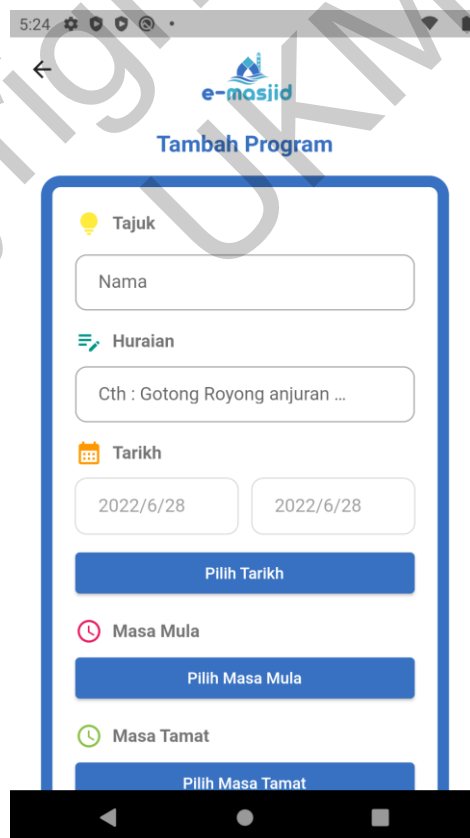 5:24
e-masjid
Tambah Program
Tajuk
Nama
Huraian
Cth : Gotong Royong anjuran ...
Tarikh
2022/6/28 2022/6/28
Pilih Tarikh
Masa Mula
Pilih Masa Mula
Masa Tamat
Pilih Masa Tamat
UKM